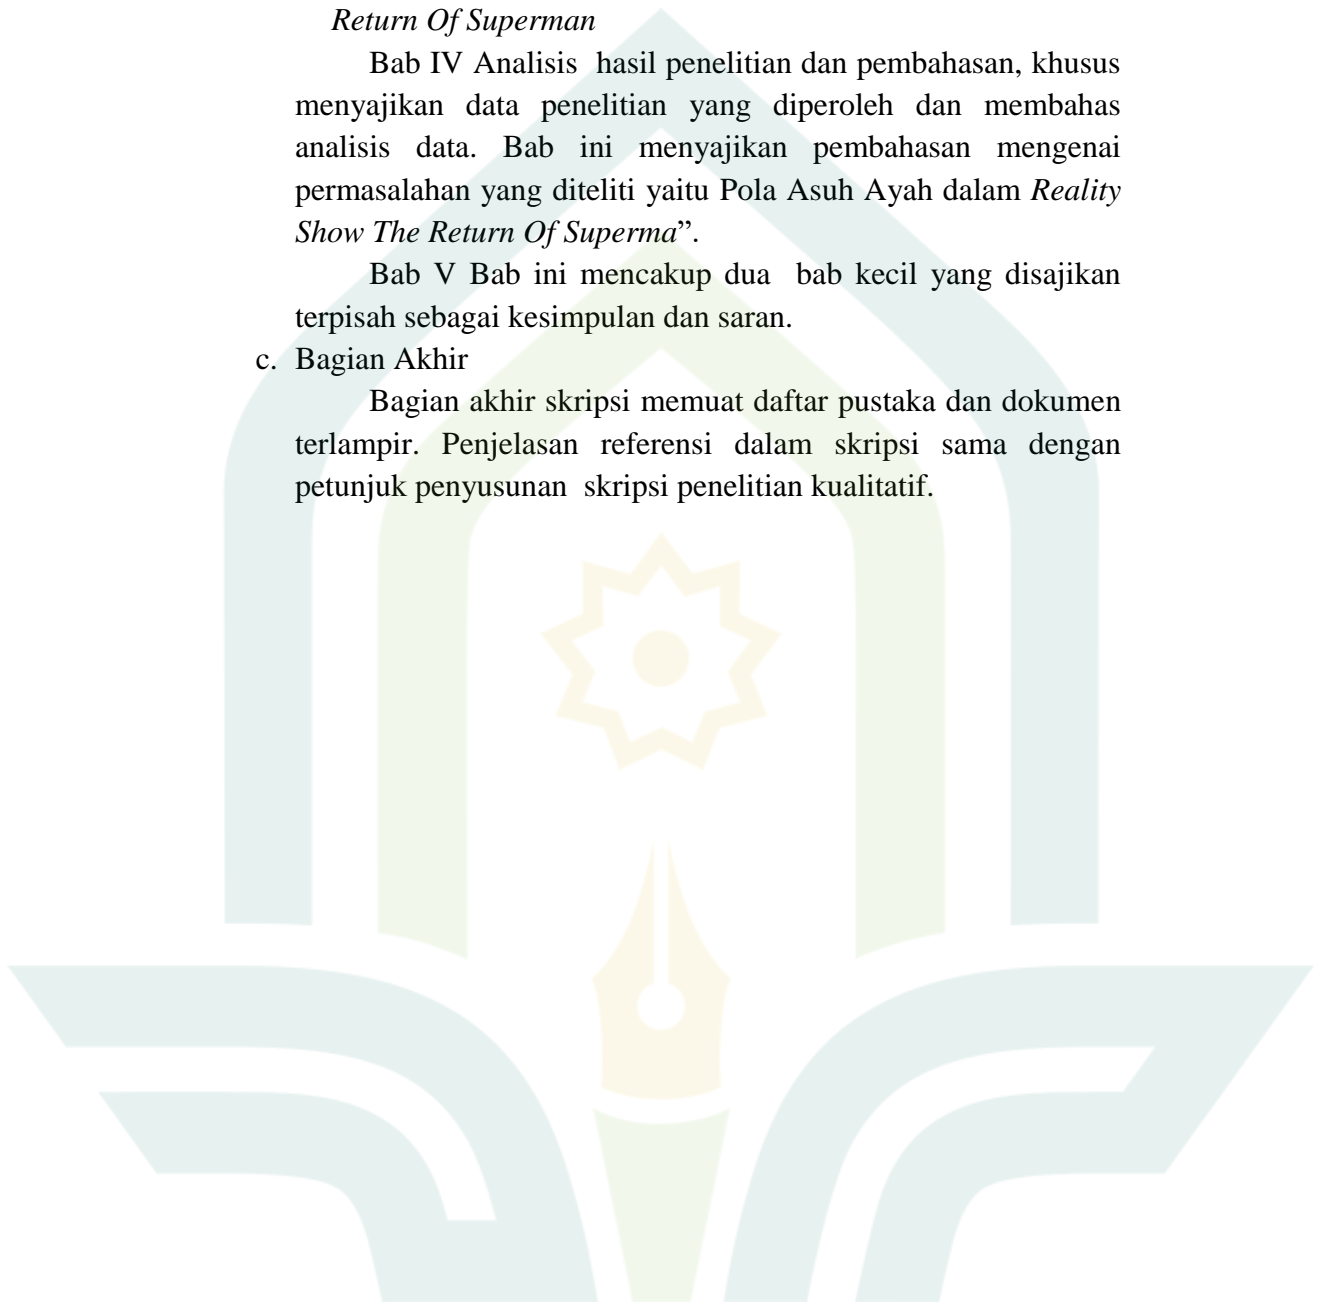 Return Of Superman
Bab IV Analisis  hasil penelitian dan pembahasan, khusus
menyajikan data penelitian yang diperoleh dan membahas
analisis data. Bab ini menyajikan pembahasan mengenai
permasalahan yang diteliti yaitu Pola Asuh Ayah dalam Reality
Show The Return Of Superma”.
Bab V Bab ini mencakup dua  bab kecil yang disajikan
terpisah sebagai kesimpulan dan saran.
c. Bagian Akhir
Bagian akhir skripsi memuat daftar pustaka dan dokumen
terlampir. Penjelasan referensi dalam skripsi sama dengan
petunjuk penyusunan  skripsi penelitian kualitatif.